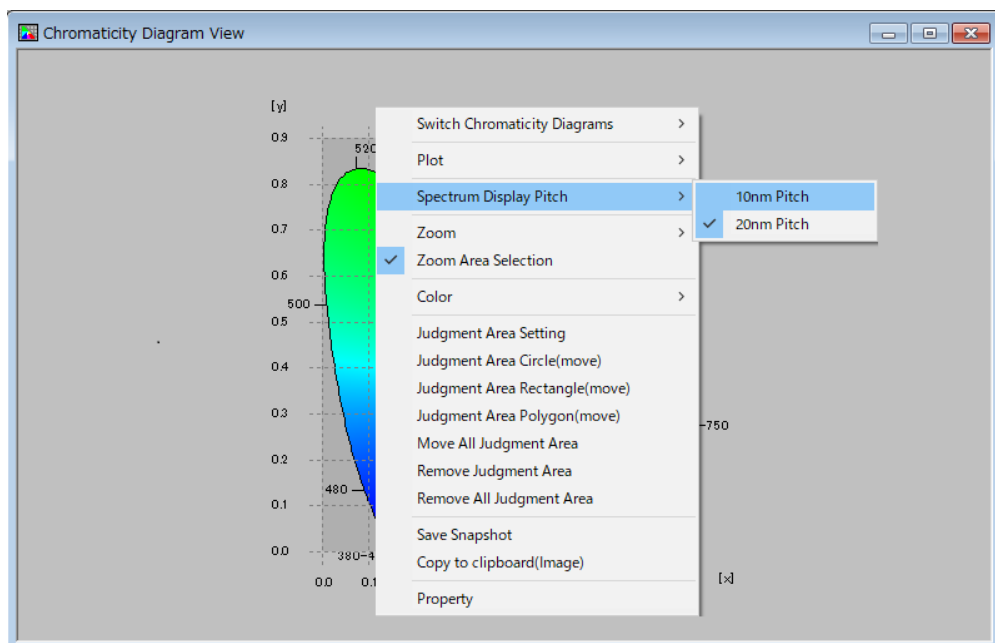 Chromaticity Diagram View
[y]
0.9
520
0.8
0.7
0.6
500
0.5
0.4
0.3
0.2
480
0.1
0.0
0.0
[x]
-750
Switch Chromaticity Diagrams
Plot
Spectrum Display Pitch
10nm Pitch
20nm Pitch
Zoom
Zoom Area Selection
Color
Judgment Area Setting
Judgment Area Circle(move)
Judgment Area Rectangle(move)
Judgment Area Polygon(move)
Move All Judgment Area
Remove Judgment Area
Remove All Judgment Area
Save Snapshot
Copy to clipboard(Image)
Property